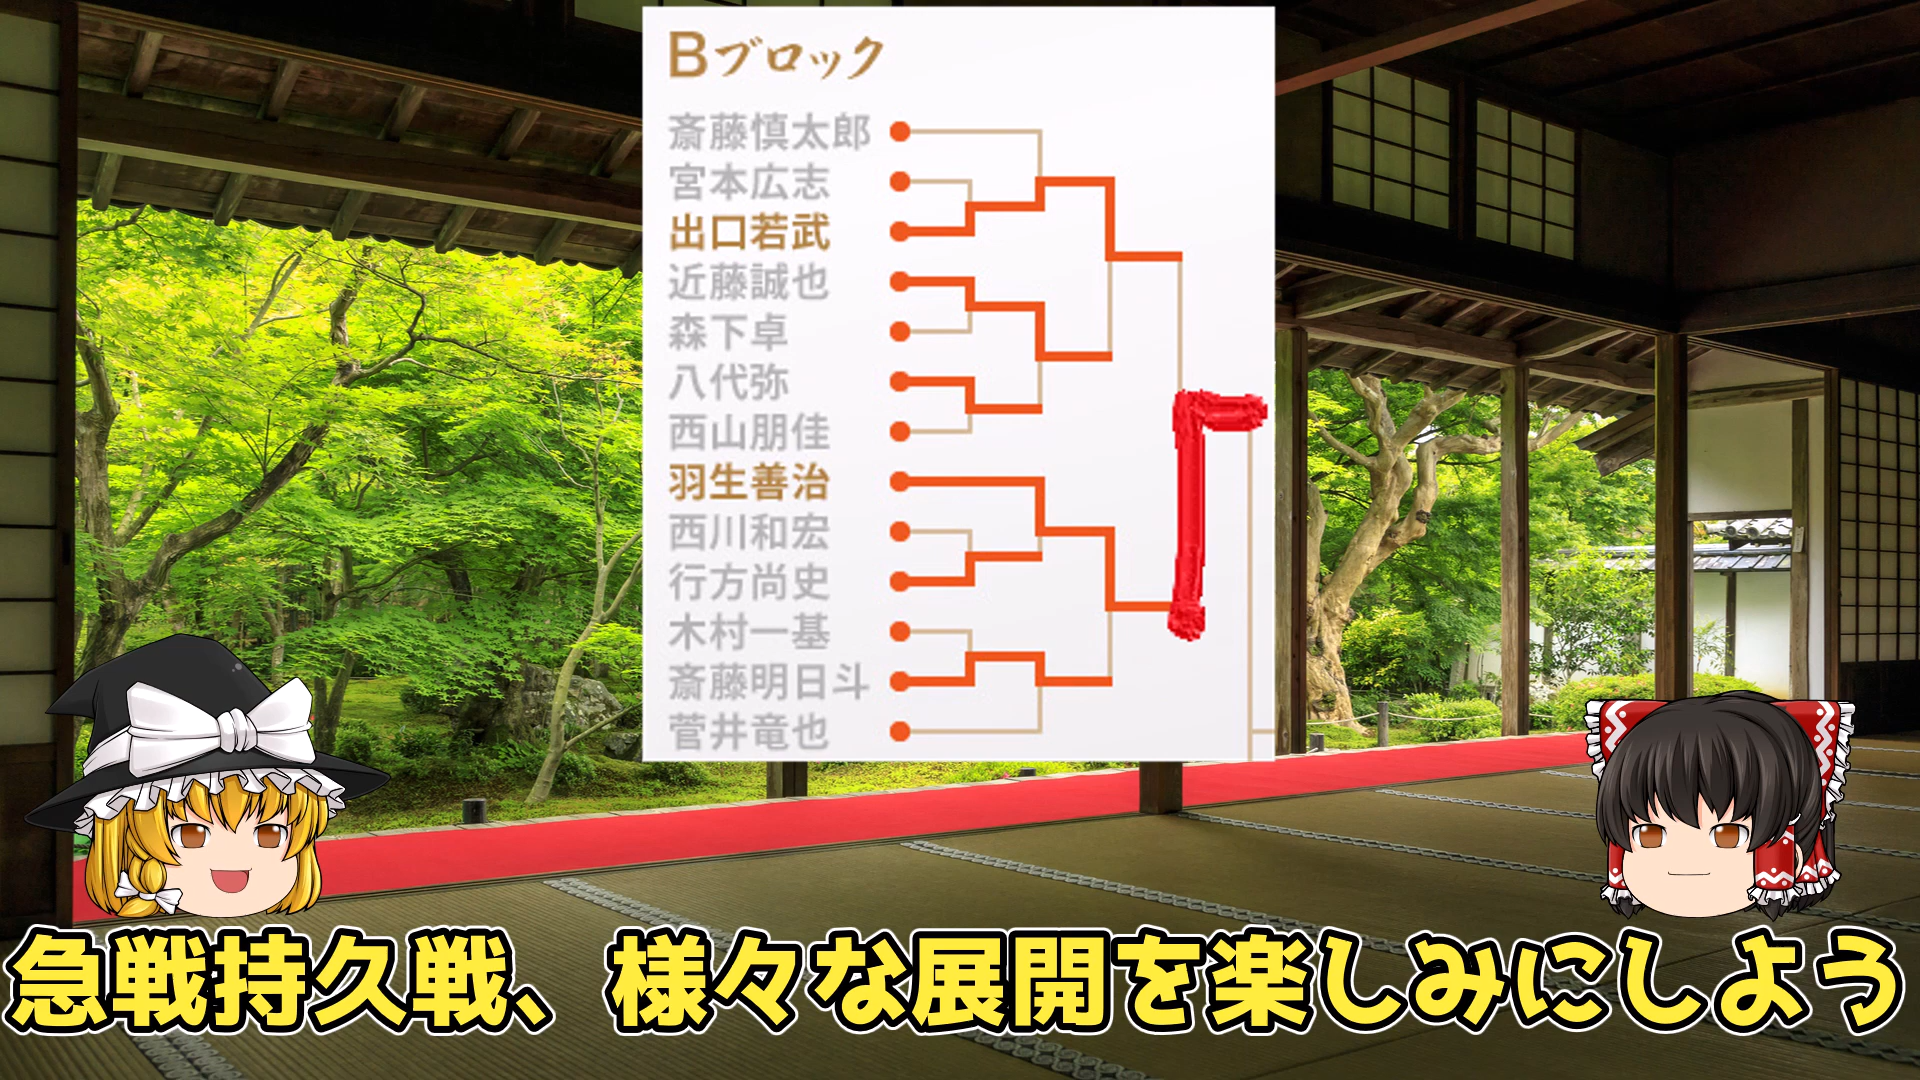 Bブロック
斎藤慎太郎
宮本広志
出口若武
近藤誠也
森下卓
八代弥
西山朋佳
羽生善治
西川和宏
行方尚史
木村一基
斎藤明日斗
菅井竜也
急戦持久戦、様々な展開を楽しみにしよう